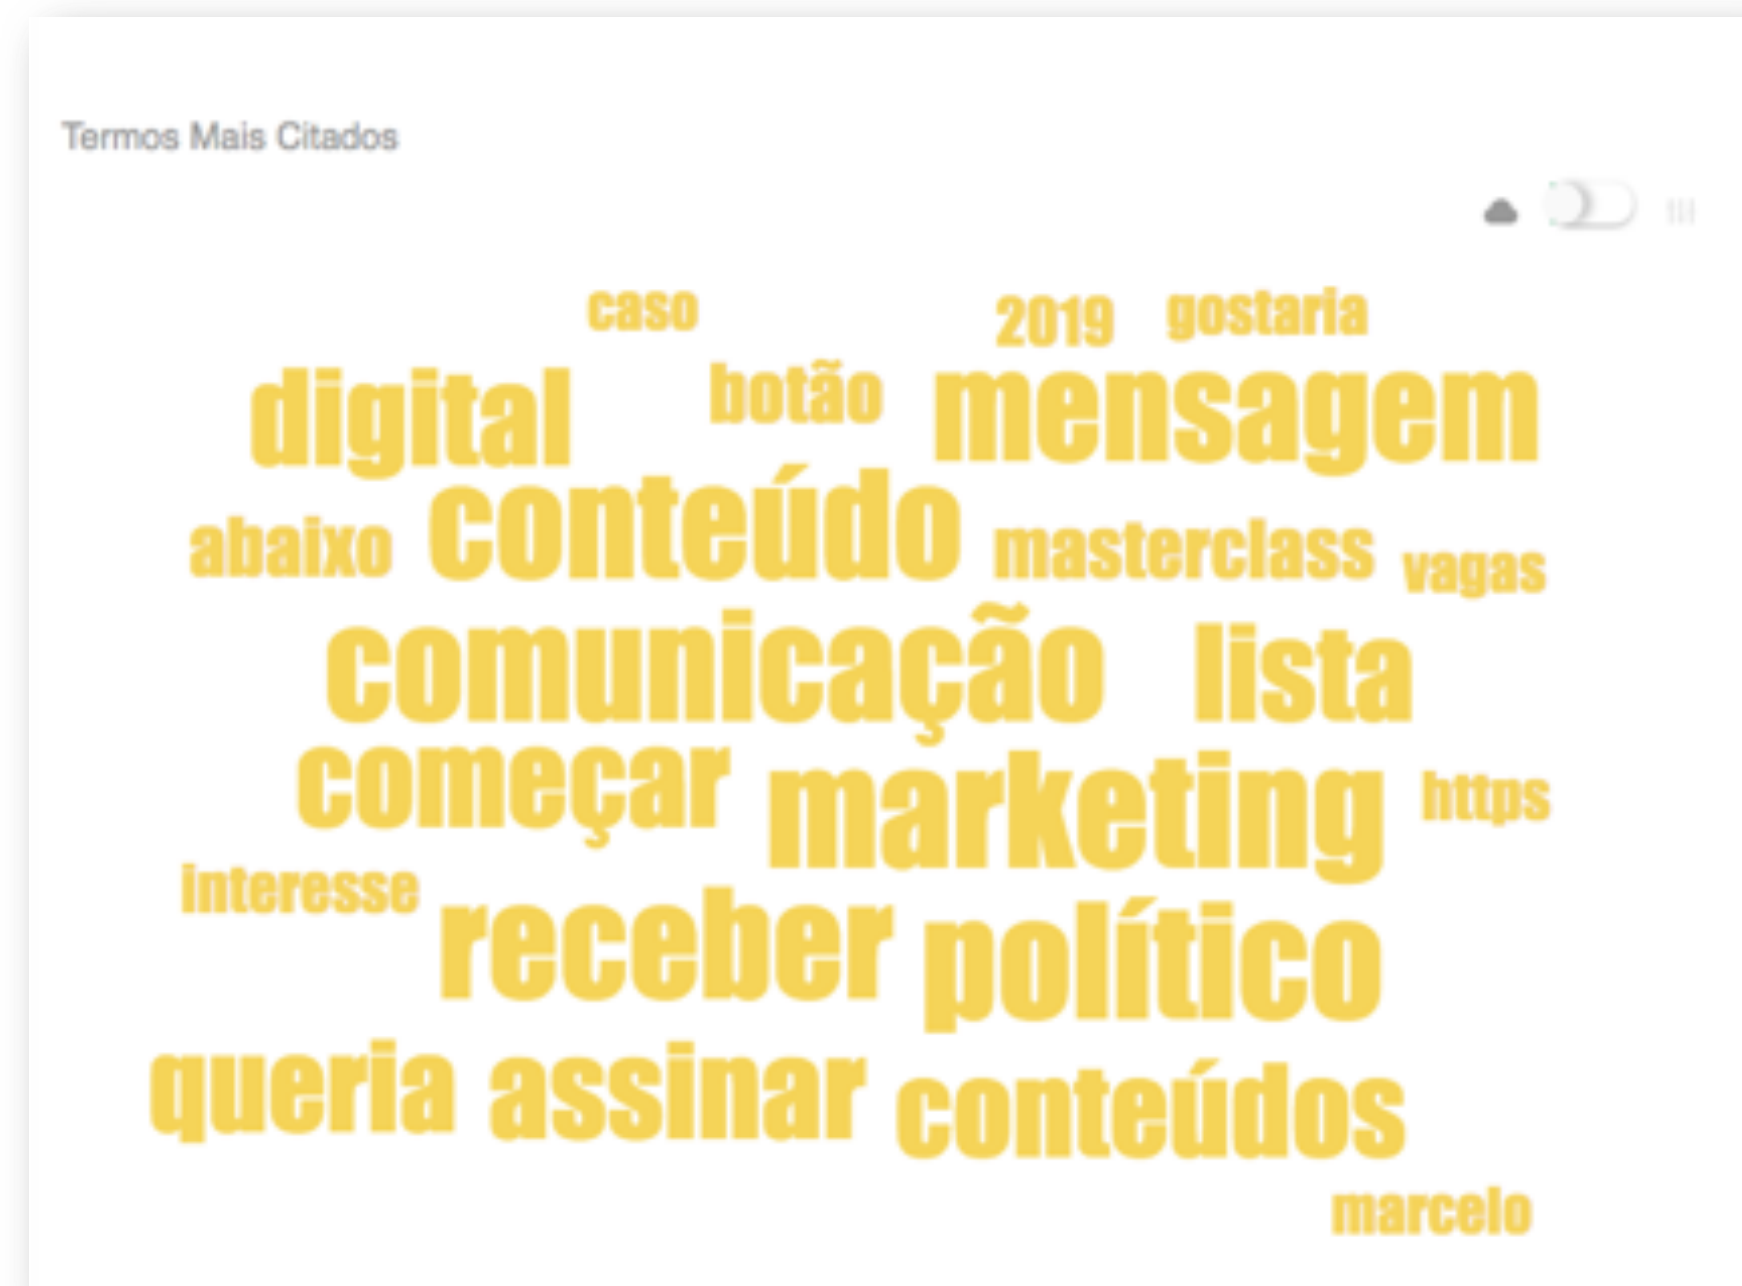 Termos Mais Citados
caso 2019 gostaria
digital botão mensagem
abaixo conteúdo masterclass vagas
comunicação lista
começar marketing https
interesse receber político
queria assinar conteúdos
marcelo